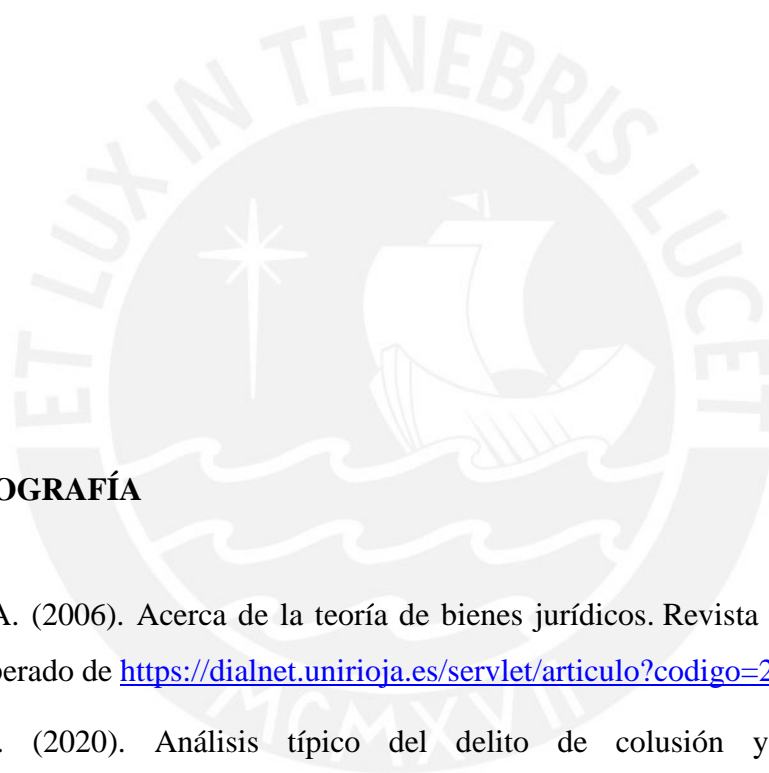 ET LUX IN TENEBRIS LUCET
OGRAFÍA
A. (2006). Acerca de la teoría de bienes jurídicos. Revista
perado de https://dialnet.unirioja.es/servlet/articulo?codigo=2
. (2020). Análisis típico del delito de colusión y
MCMXVII